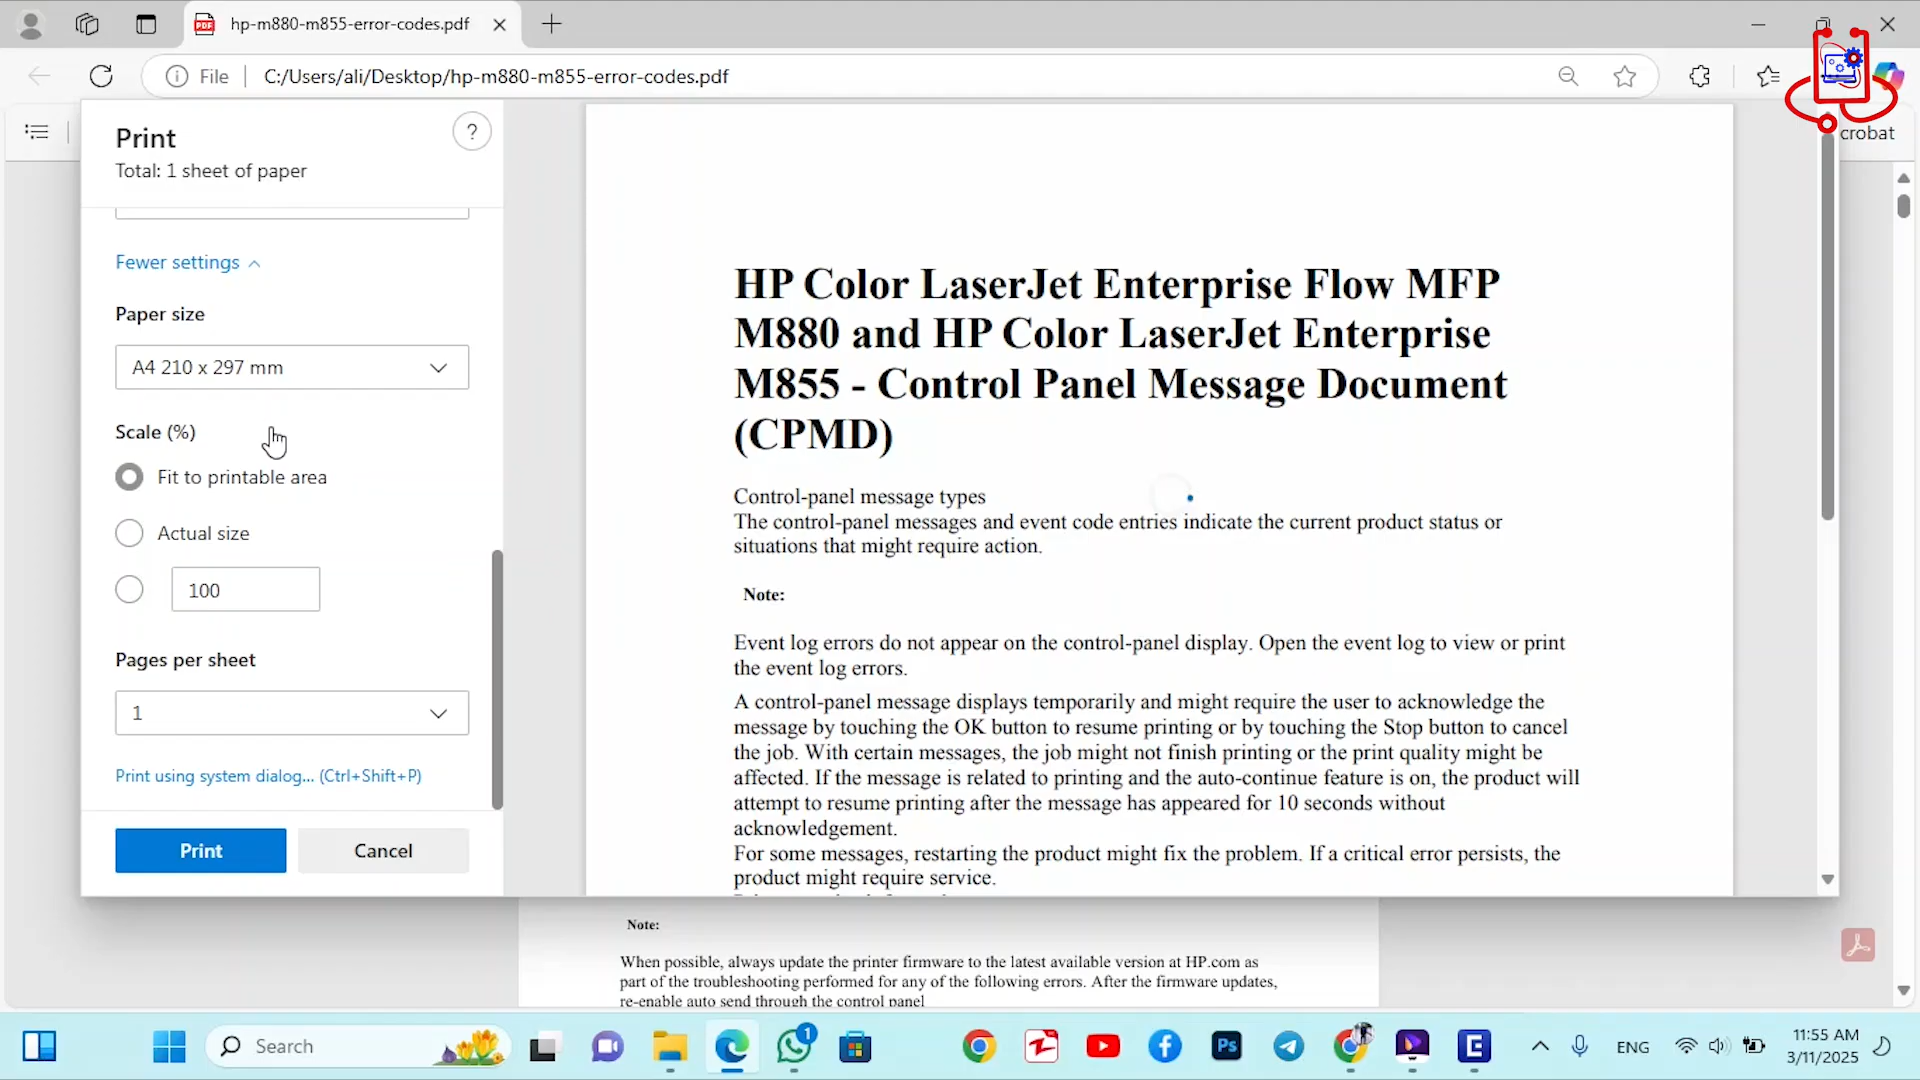 hp-m880-m855-error-codes.pdf
File
C:/Users/ali/Desktop/hp-m880-m855-error-codes.pdf
crobat
Print
?
Total: 1 sheet of paper
Fewer settings
Paper size
A4 210 x 297 mm
Scale (%)
Fit to printable area
Actual size
100
Pages per sheet
1
Print using system dialog... (Ctrl+Shift+P)
Print
Cancel
HP Color LaserJet Enterprise Flow MFP
M880 and HP Color LaserJet Enterprise
M855 - Control Panel Message Document
(CPMD)
Control-panel message types
The control-panel messages and event code entries indicate the current product status or
situations that might require action.
Note:
Event log errors do not appear on the control-panel display. Open the event log to view or print
the event log errors.
A control-panel message displays temporarily and might require the user to acknowledge the
message by touching the OK button to resume printing or by touching the Stop button to cancel
the job. With certain messages, the job might not finish printing or the print quality might be
affected. If the message is related to printing and the auto-continue feature is on, the product will
attempt to resume printing after the message has appeared for 10 seconds without
acknowledgement.
For some messages, restarting the product might fix the problem. If a critical error persists, the
product might require service.
Note:
When possible, always update the printer firmware to the latest available version at HP.com as
part of the troubleshooting performed for any of the following errors. After the firmware updates,
re-enable auto send through the control panel
Search
1
Ps
ENG
11:55 AM
3/11/2025